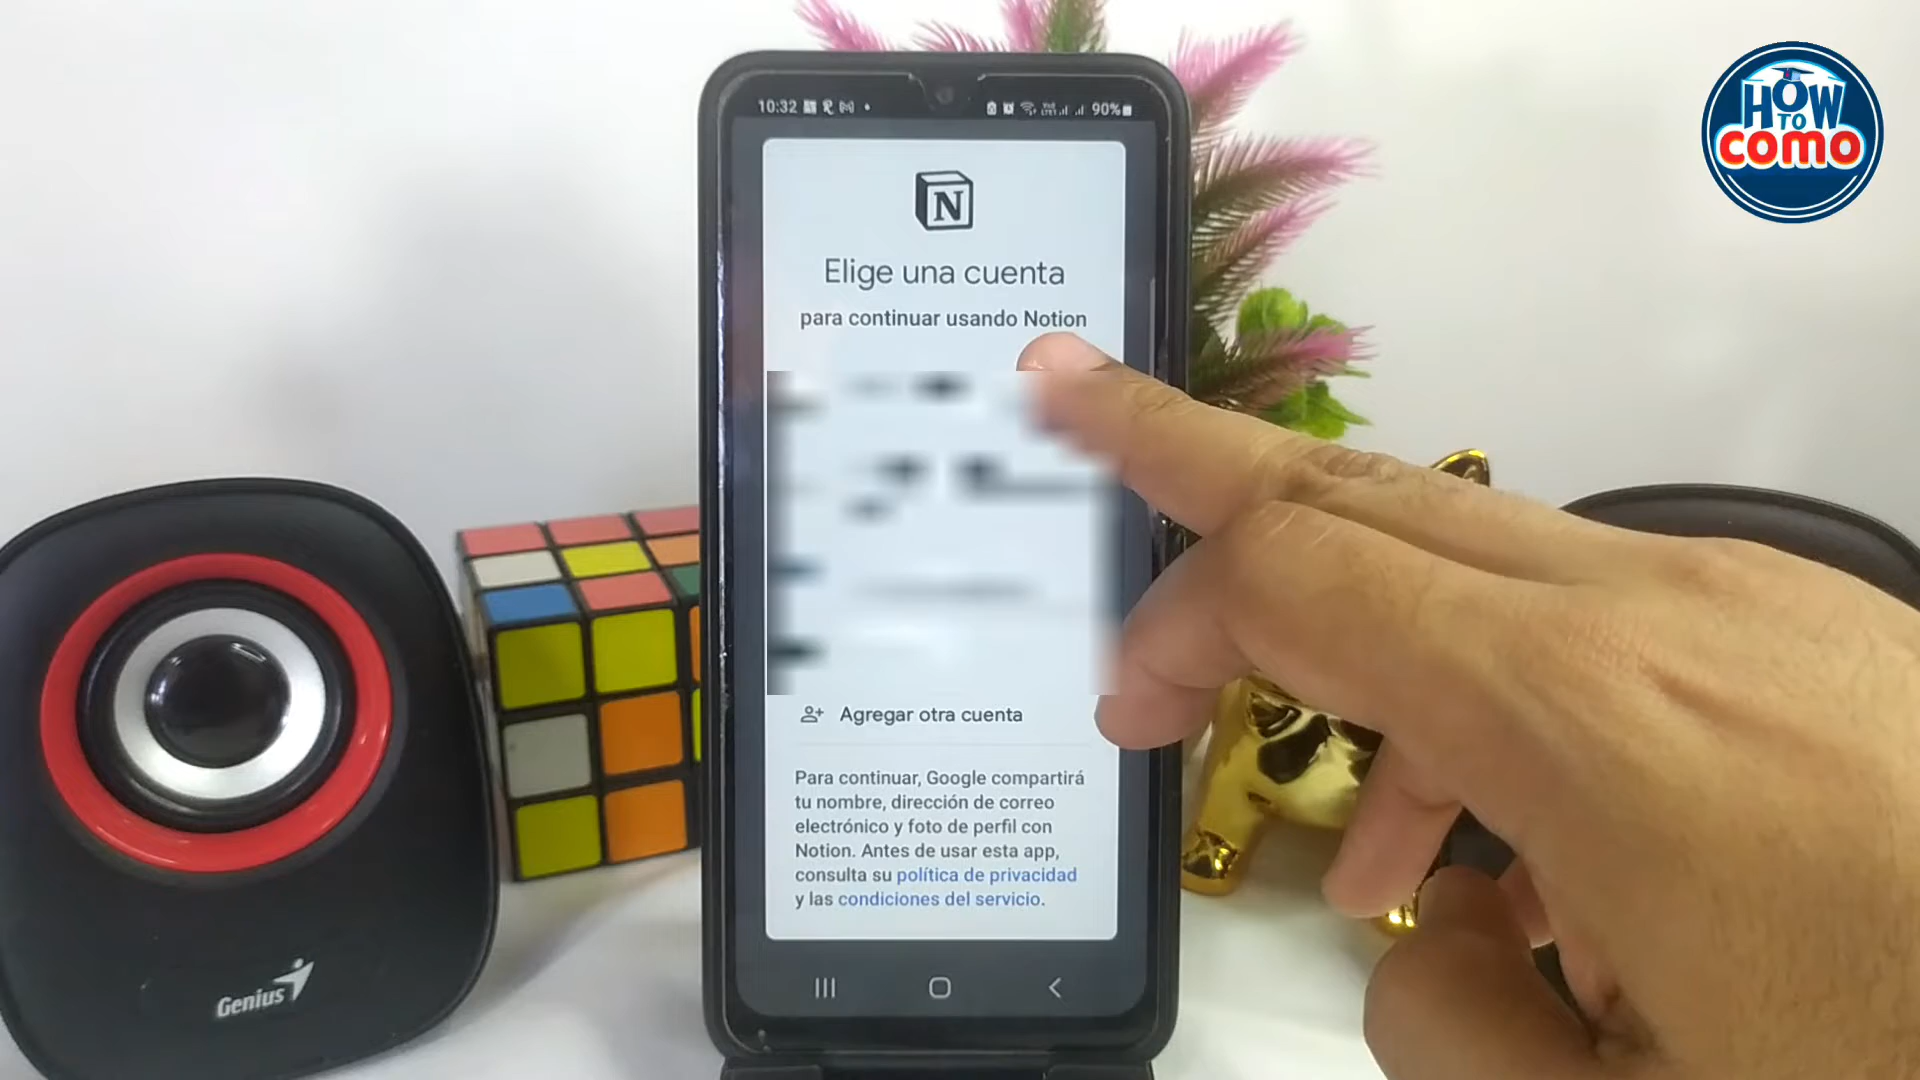 HOW
TO
como
10:32
90%
N
Elige una cuenta
para continuar usando Notion
Agregar otra cuenta
Para continuar, Google compartirá
tu nombre, dirección de correo
electrónico y foto de perfil con
Notion. Antes de usar esta app,
consulta su política de privacidad
y las condiciones del servicio.
Genius